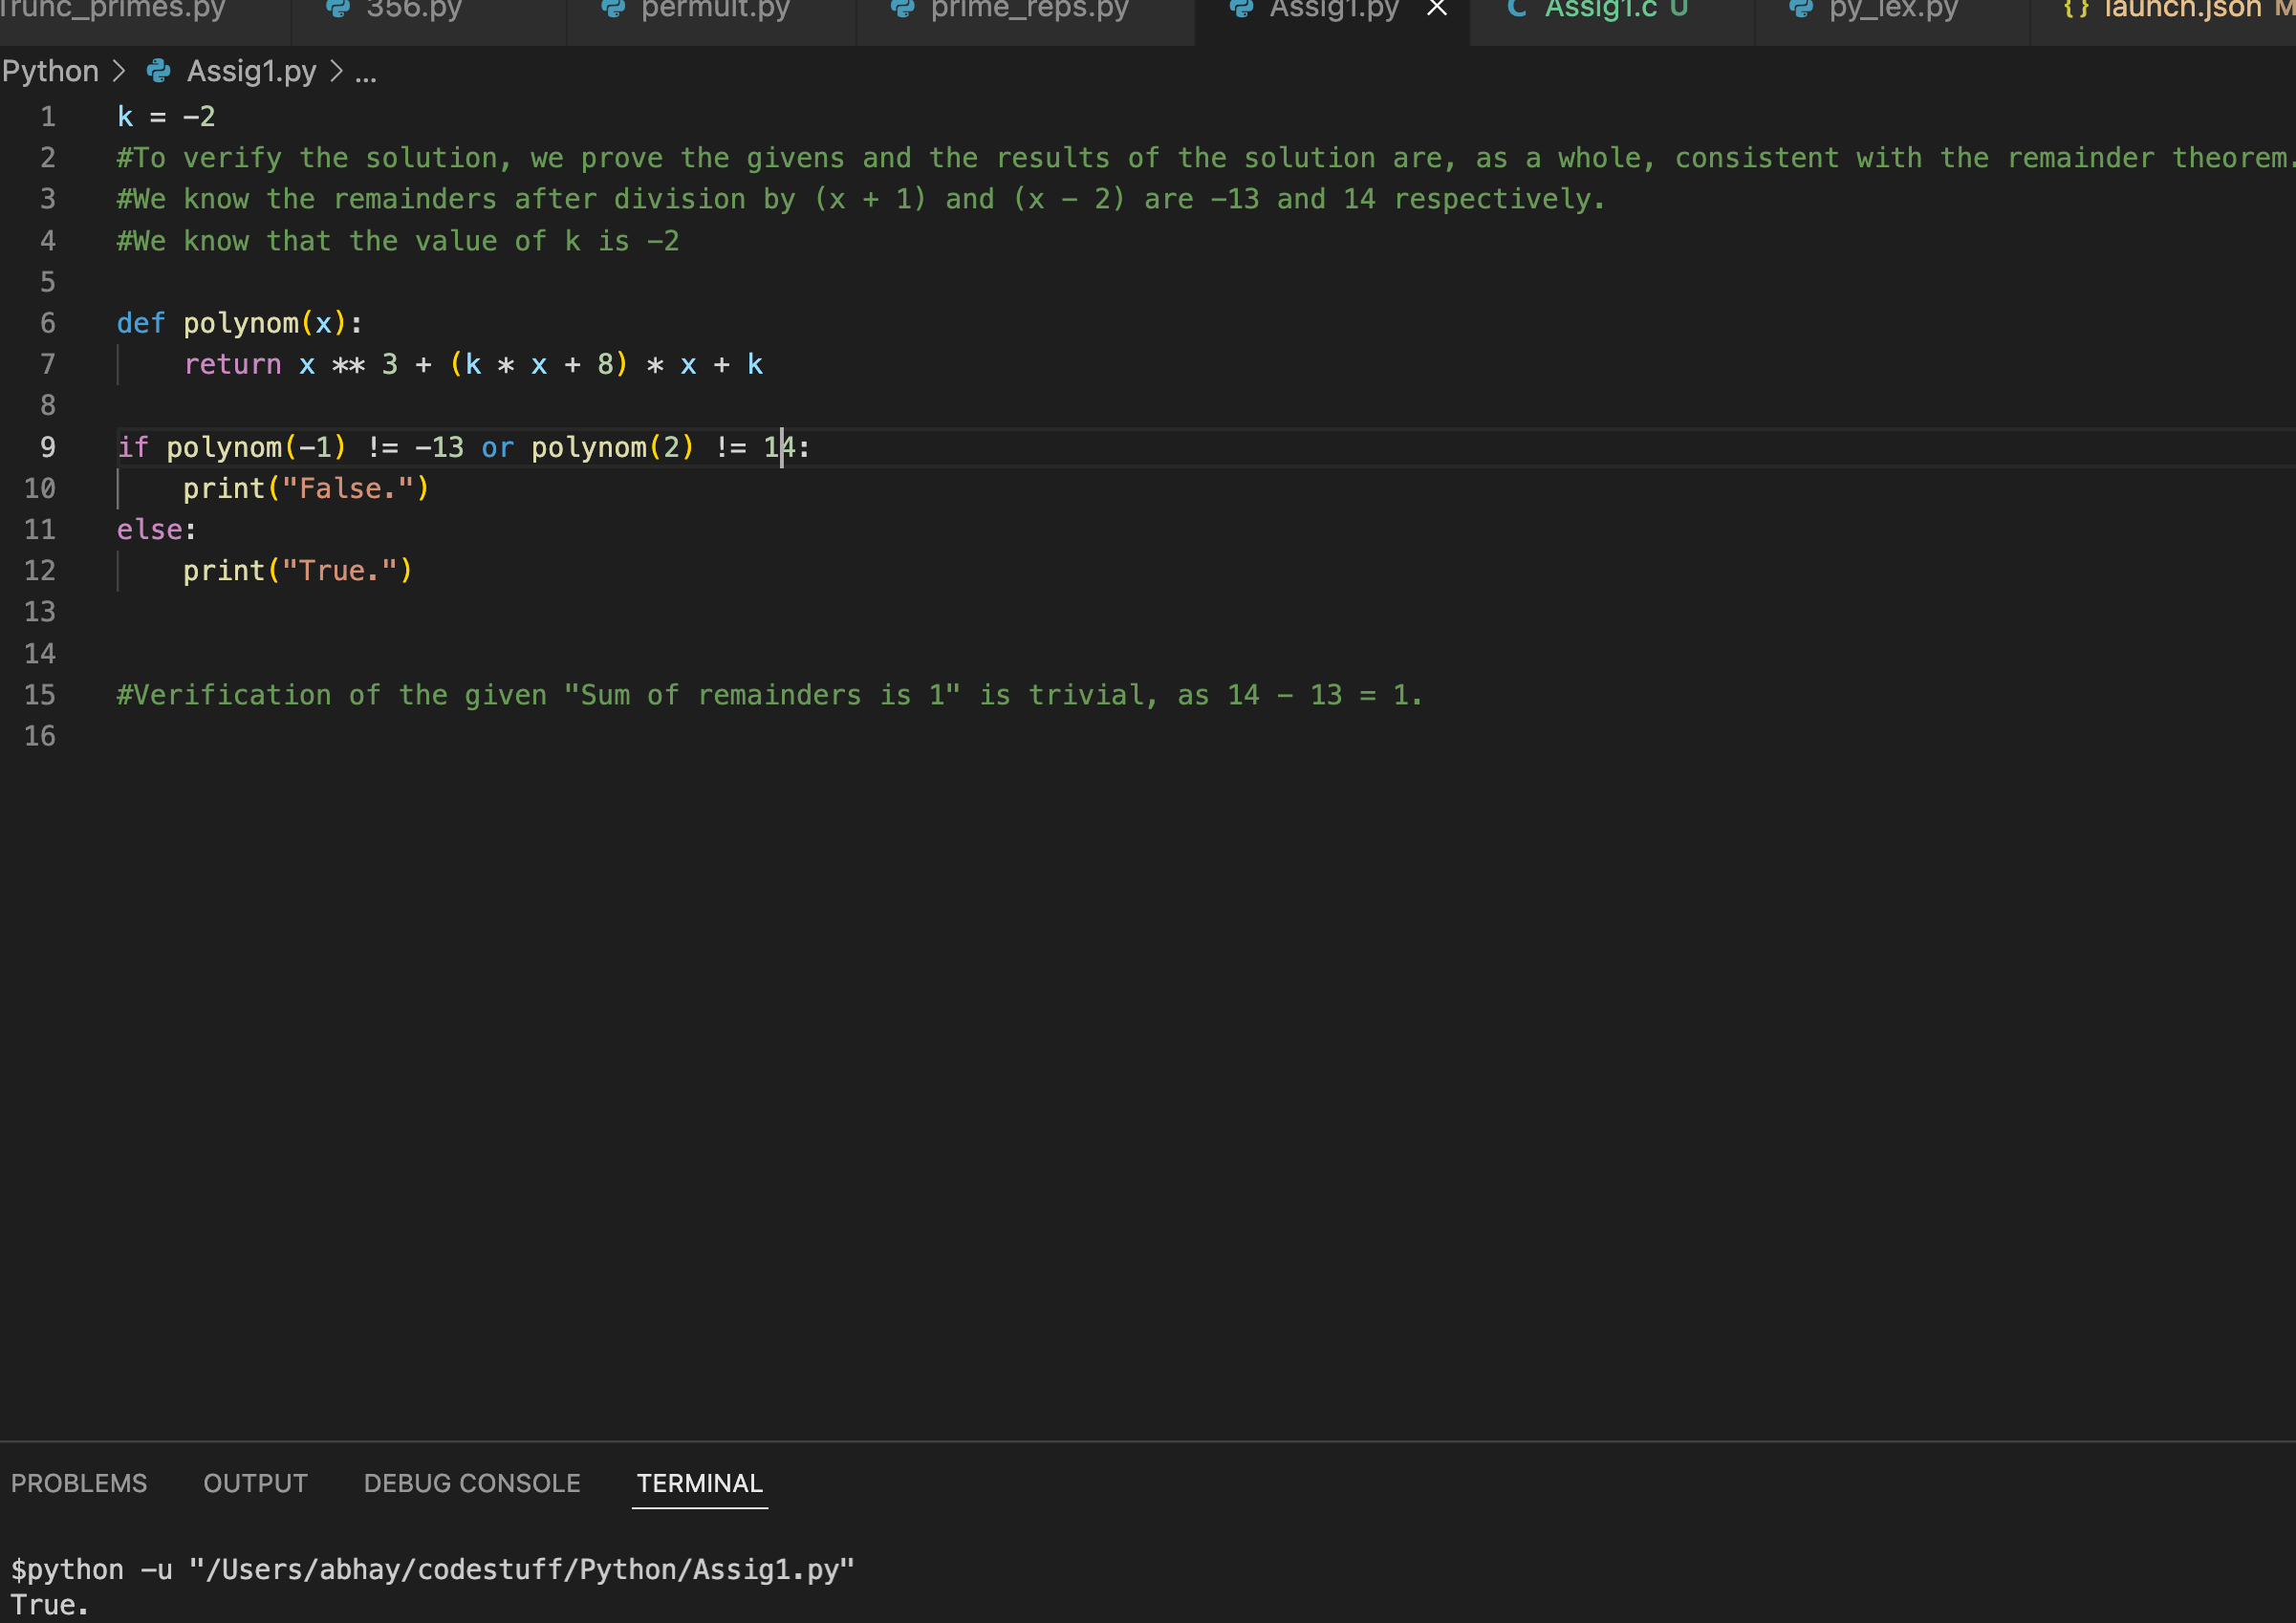 Trunc_primes.py 356.py permult.py prime_reps.py Assig1.py Assig1.c U py_lex.py {} launch.json M
Python > Assig1.py > ...
1 k = -2
2 #To verify the solution, we prove the givens and the results of the solution are, as a whole, consistent with the remainder theorem.
3 #We know the remainders after division by (x + 1) and (x - 2) are -13 and 14 respectively.
4 #We know that the value of k is -2
5
6 def polynom(x):
7 return x ** 3 + (k * x + 8) * x + k
8
9 if polynom(-1) != -13 or polynom(2) != 14:
10 print("False.")
11 else:
12 print("True.")
13
14
15 #Verification of the given "Sum of remainders is 1" is trivial, as 14 - 13 = 1.
16
PROBLEMS OUTPUT DEBUG CONSOLE TERMINAL
$python -u "/Users/abhay/codestuff/Python/Assig1.py"
True.